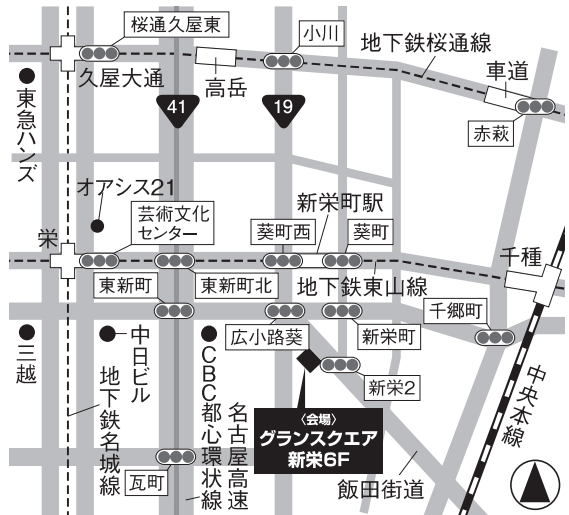 桜通久屋東
小川
地下鉄桜通線
久屋大通
高岳
車道
赤萩
東急ハンズ
41
19
オアシス21
芸術文化
センター
葵町西
新栄町駅
葵町
栄
千種
東新町
東新町北
地下鉄東山線
千郷町
広小路葵
新栄町
三越
中日ビル
CBC
新栄2
地下鉄名城線
名古屋高速
都心環状線
〈会場〉
グランスクエア
新栄6F
中央本線
瓦町
飯田街道